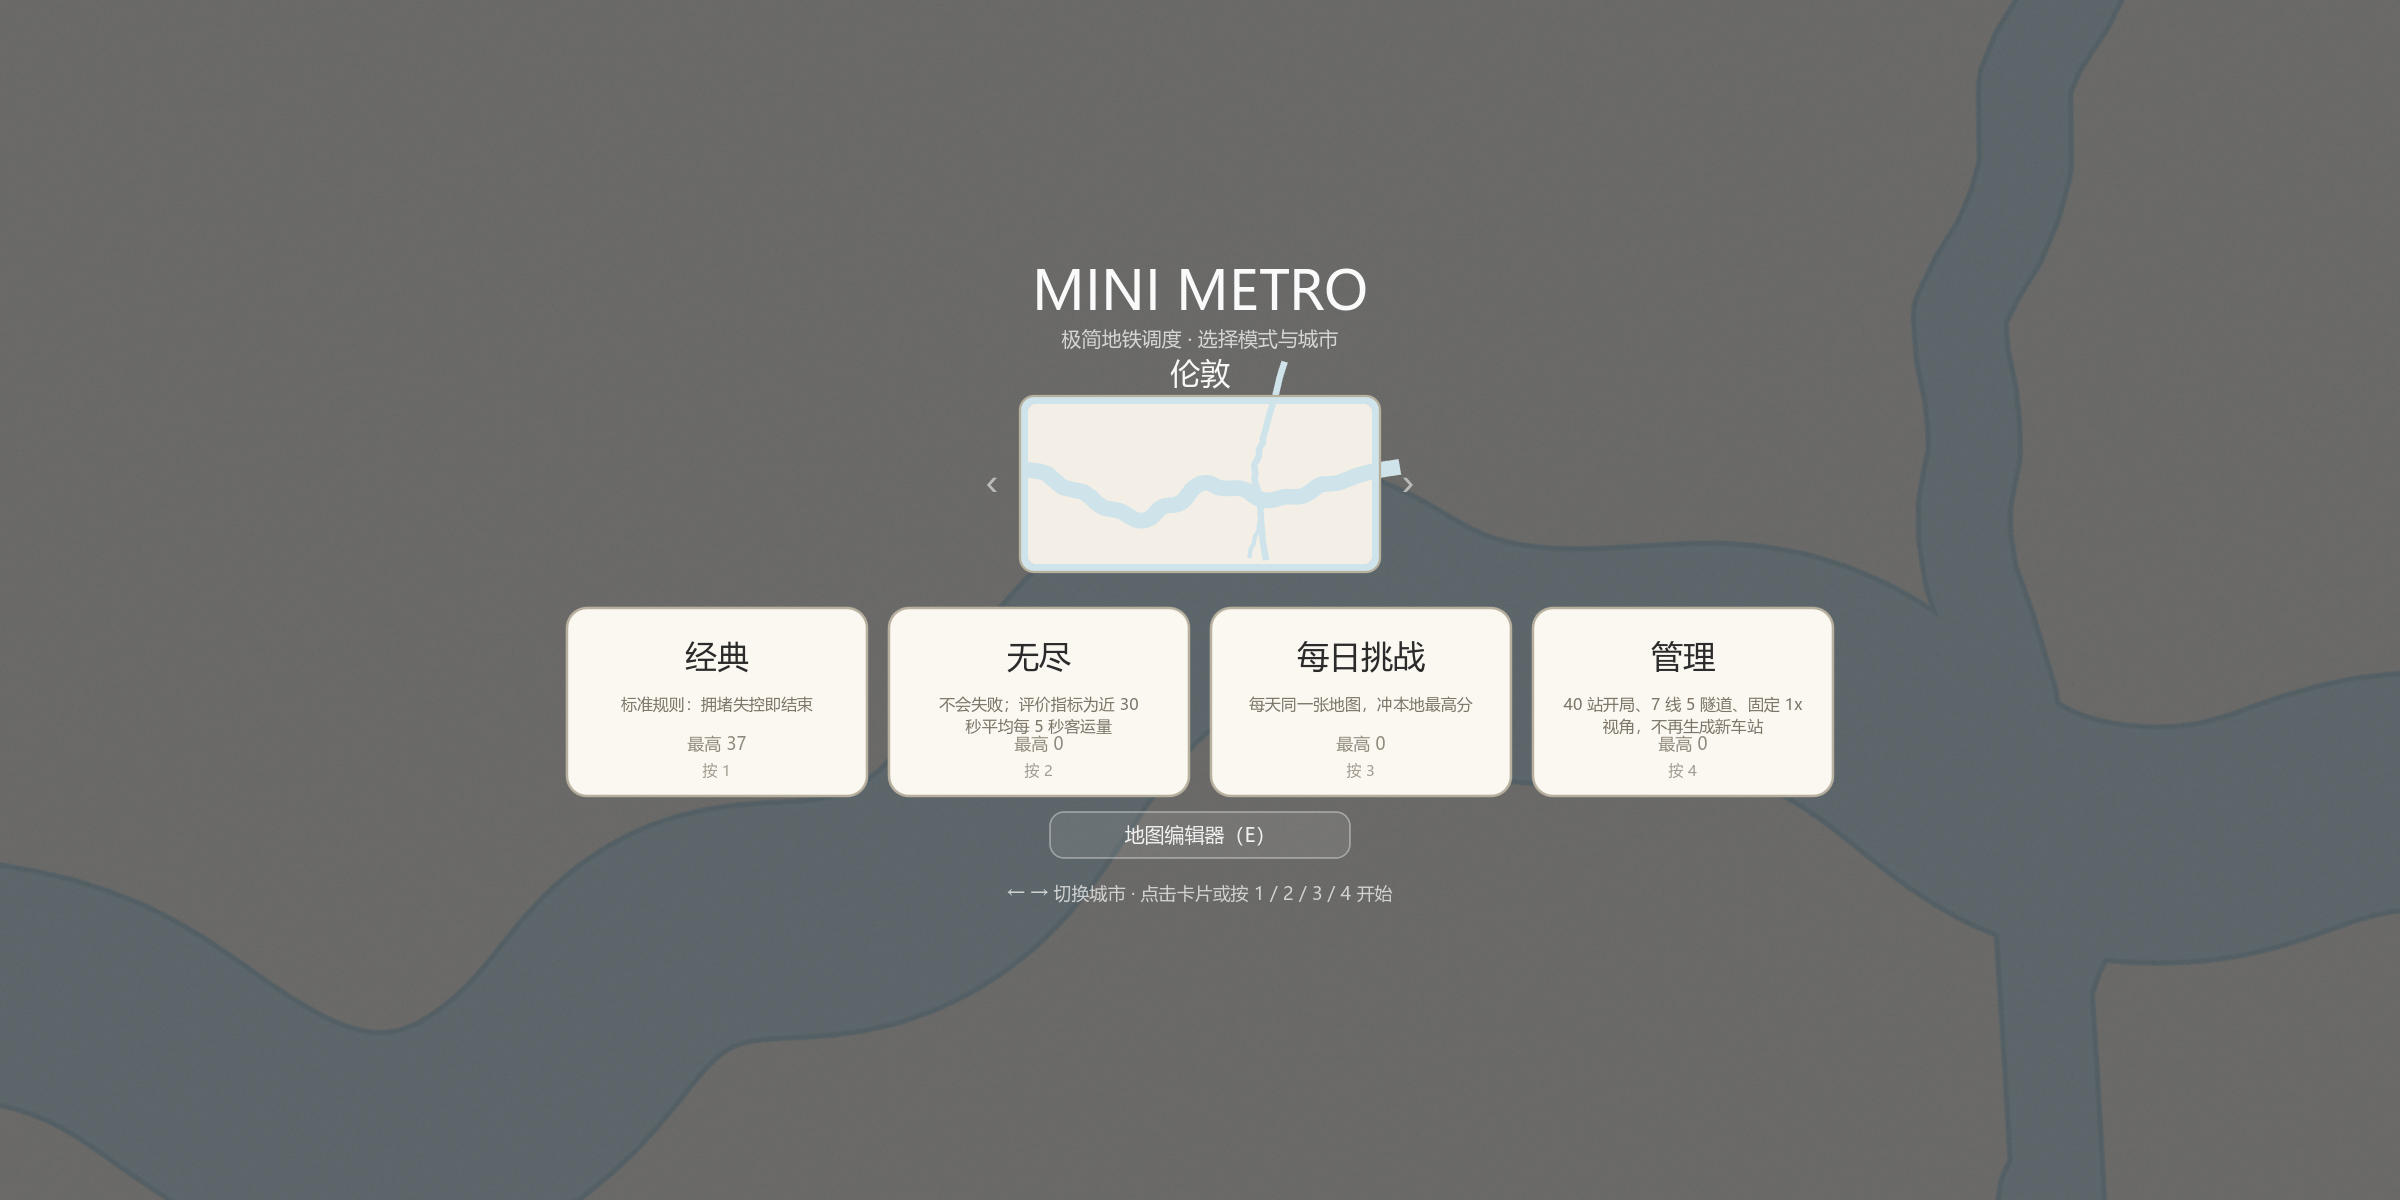 MINI METRO
极简地铁调度 · 选择模式与城市
伦敦
‹ ›
经典
标准规则：拥堵失控即结束
最高 37
按 1
无尽
不会失败；评价指标为近 30
秒平均每 5 秒客运量
最高 0
按 2
每日挑战
每天同一张地图，冲本地最高分
最高 0
按 3
管理
40 站开局、7 线 5 隧道、固定 1x
视角，不再生成新车站
最高 0
按 4
地图编辑器（E）
← → 切换城市 · 点击卡片或按 1 / 2 / 3 / 4 开始